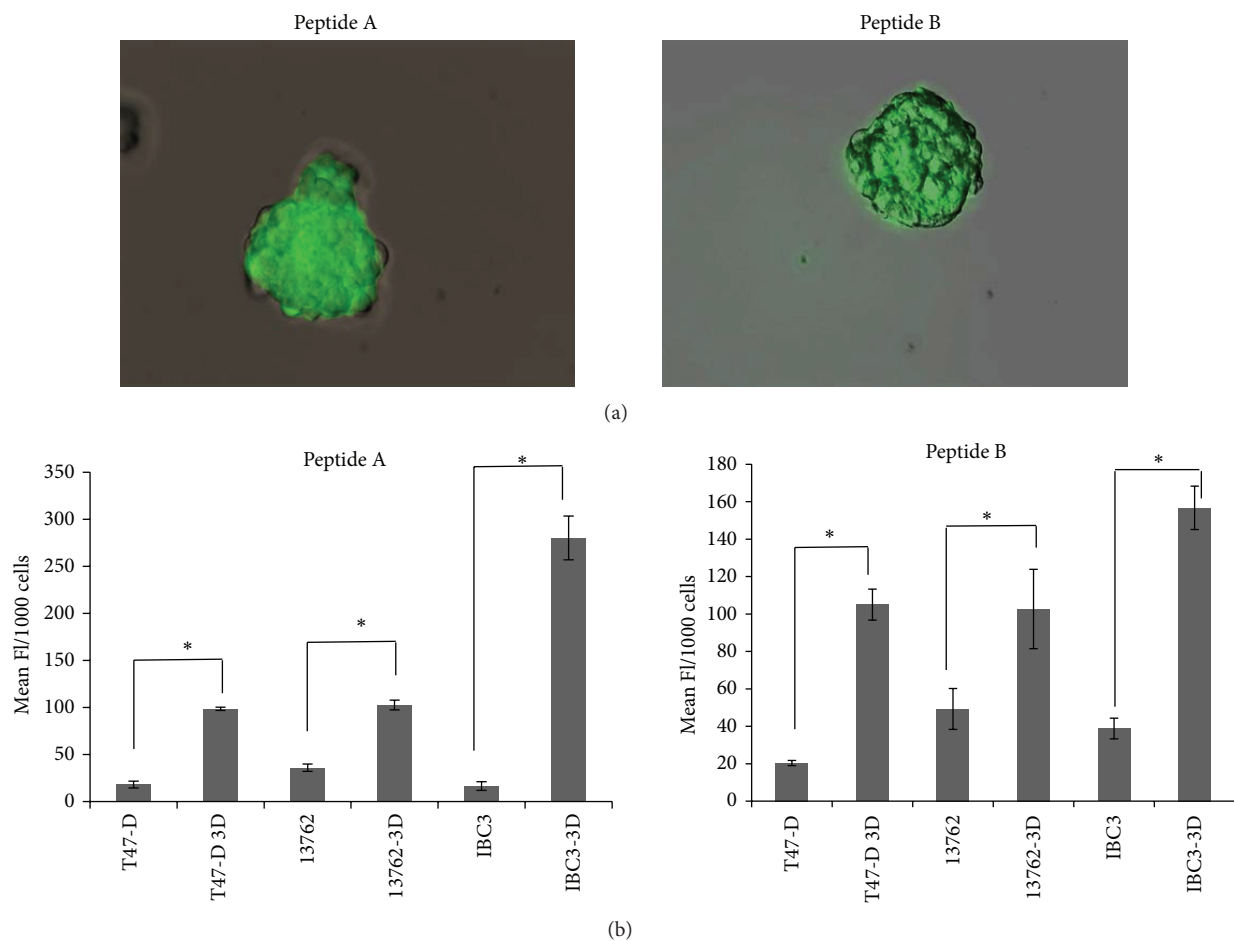 Peptide A
Peptide B
(a)
Peptide A
Mean Fl/1000 cells
350
300
250
200
150
100
50
0
*
*
*
T47-D
T47-D 3D
13762
13762-3D
IBC3
IBC3-3D
Peptide B
Mean Fl/1000 cells
180
160
140
120
100
80
60
40
20
0
*
*
*
T47-D
T47-D 3D
13762
13762-3D
IBC3
IBC3-3D
(b)